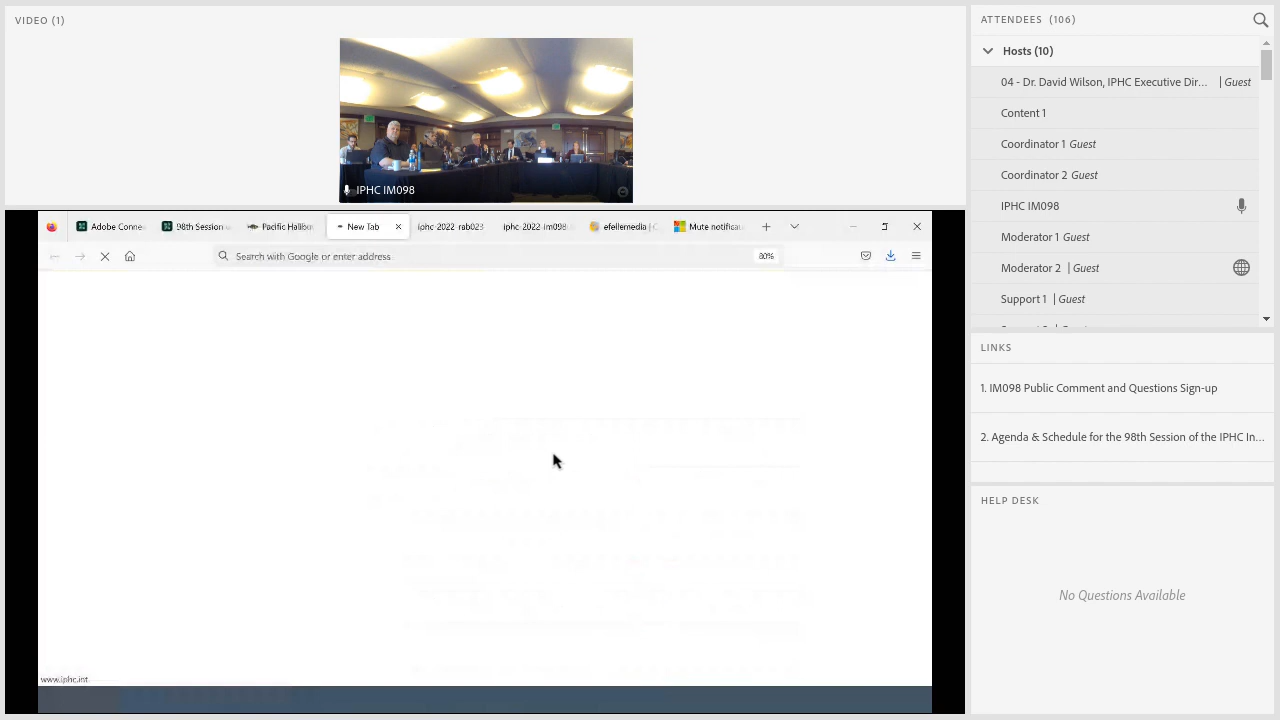 VIDEO (1)
IPHC IM098
Adobe Conne
98th Session
Pacific Halibu
New Tab
iphc-2022-rab023
iphc-2022-im098
efellermedia | C
Mute notificat
Search with Google or enter address
80%
www.iphc.int
ATTENDEES (106)
Hosts (10)
04 - Dr. David Wilson, IPHC Executive Dir... | Guest
Content 1
Coordinator 1 Guest
Coordinator 2 Guest
IPHC IM098
Moderator 1 Guest
Moderator 2 | Guest
Support 1 | Guest
LINKS
1. IM098 Public Comment and Questions Sign-up
2. Agenda & Schedule for the 98th Session of the IPHC In...
HELP DESK
No Questions Available